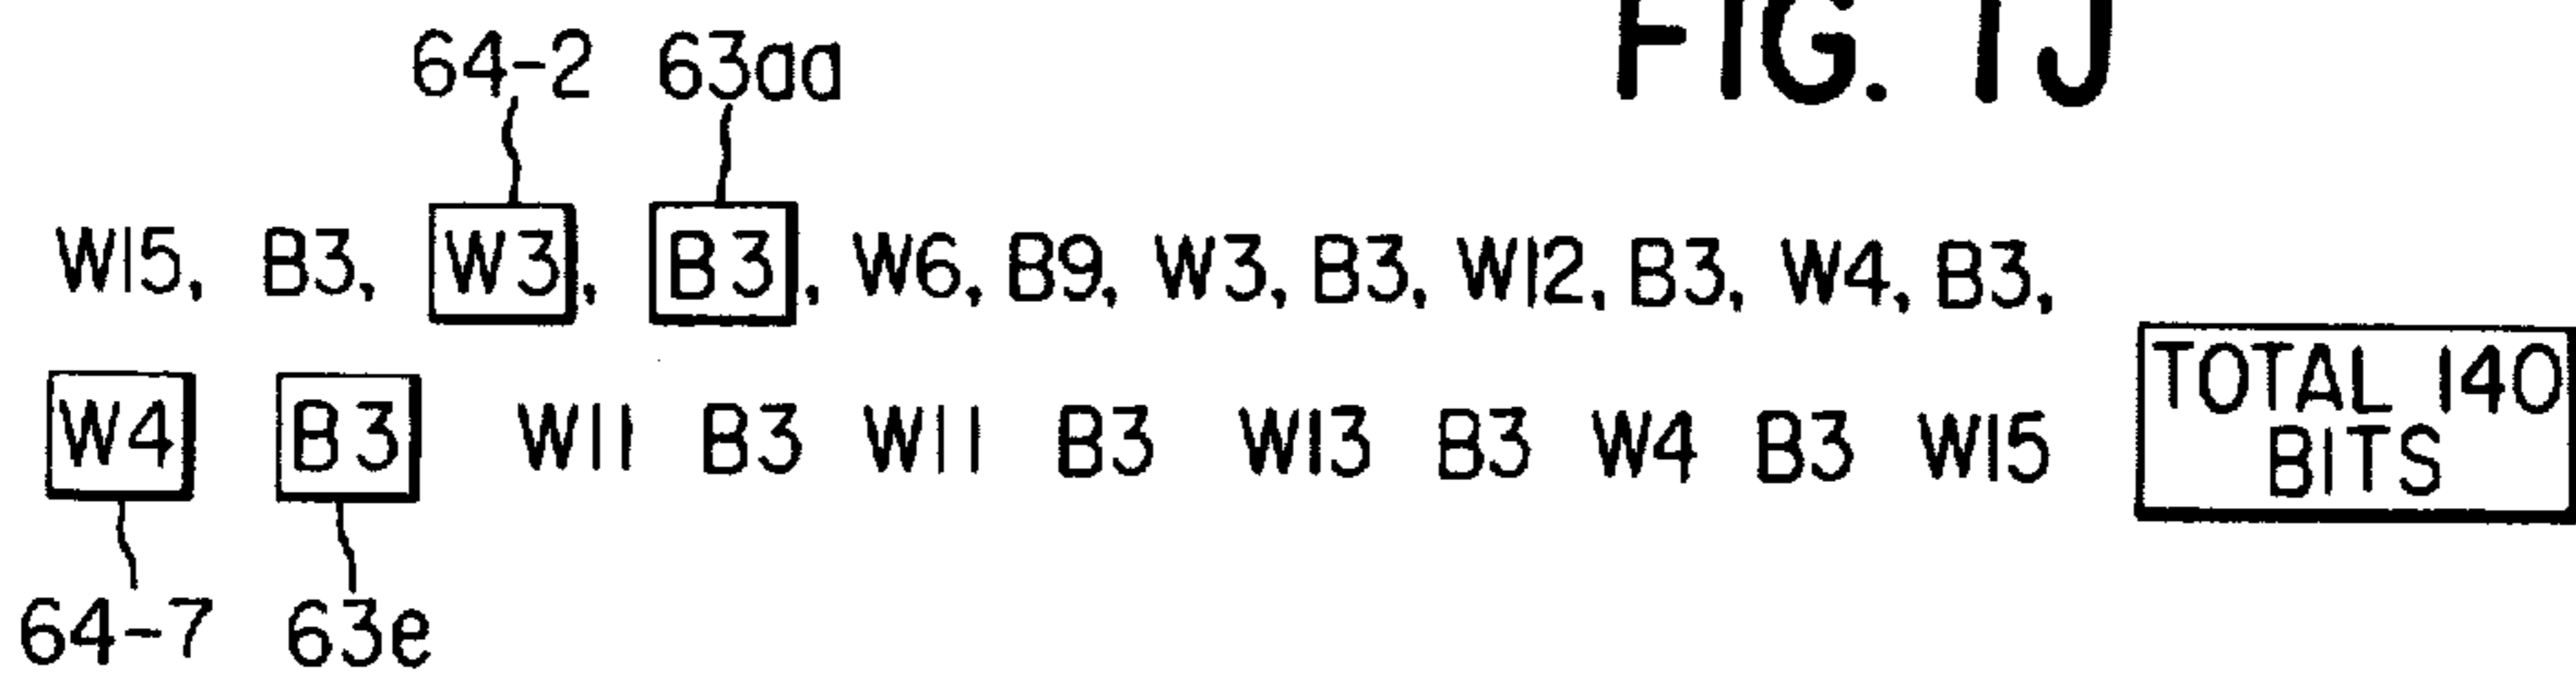 FIG. 1J
64-2 63aa
W15, B3, W3, B3, W6, B9, W3, B3, W12, B3, W4, B3,
W4 B3 W11 B3 W11 B3 W13 B3 W4 B3 W15
TOTAL 140
BITS
64-7 63e